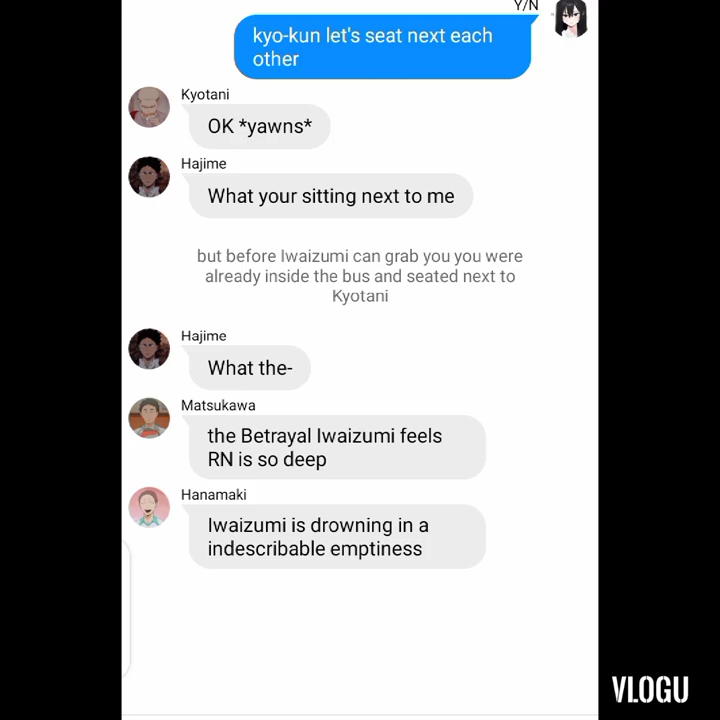 Y/N
kyo-kun let's seat next each
other
Kyotani
OK *yawns*
Hajime
What your sitting next to me
but before Iwaizumi can grab you you were
already inside the bus and seated next to
Kyotani
Hajime
What the-
Matsukawa
the Betrayal Iwaizumi feels
RN is so deep
Hanamaki
Iwaizumi is drowning in a
indescribable emptiness
VLOGU